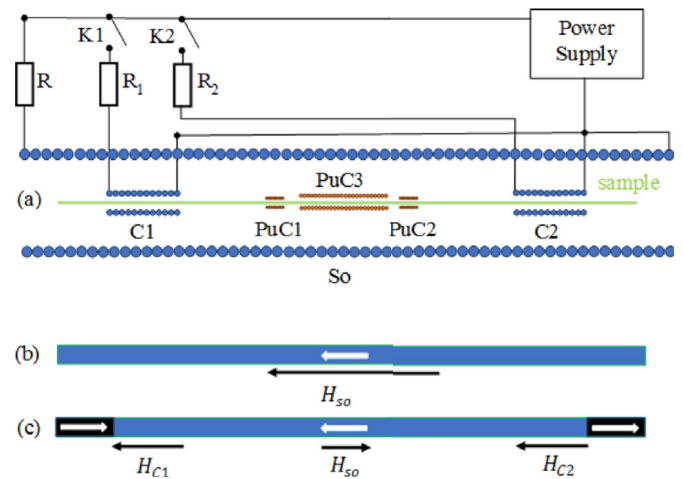 K1
K2
Power
Supply
R
R1
R2
PuC3
sample
(a)
C1
PuC1
PuC2
C2
So
(b)
Hso
(c)
HC1
Hso
HC2